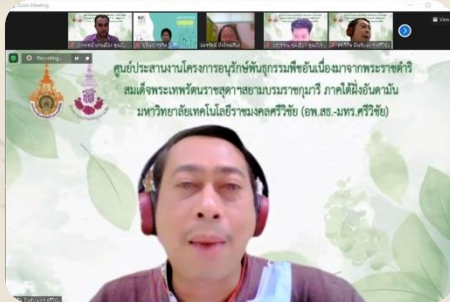 Zoom Meeting
View
Recording...
ศูนย์ประสานงานโครงการอนุรักษ์พันธุกรรมพืชอันเนื่องมาจากพระราชดำริ
สมเด็จพระเทพรัตนราชสุดาฯสยามบรมราชกุมารี ภาคใต้ฝั่งอันดามัน
มหาวิทยาลัยเทคโนโลยีราชมงคลศรีวิชัย (อพ.สธ.-มทร.ศรีวิชัย)